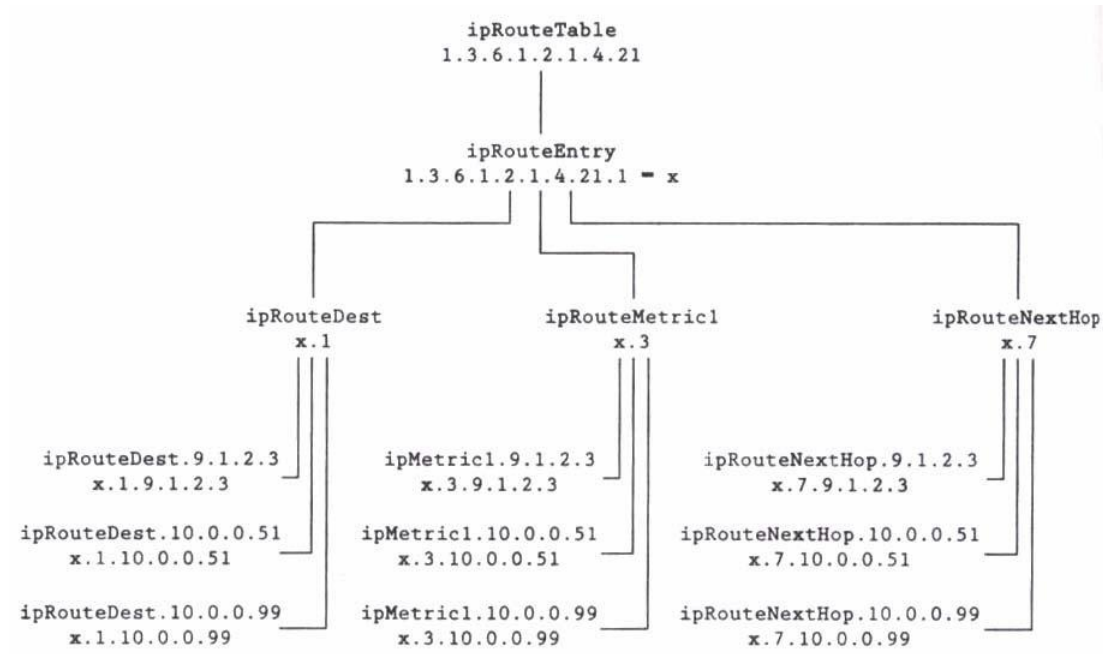 ipRouteTable
1.3.6.1.2.1.4.21
ipRouteEntry
1.3.6.1.2.1.4.21.1 = x
ipRouteDest
x.1
ipRouteMetric1
x.3
ipRouteNextHop
x.7
ipRouteDest.9.1.2.3
x.1.9.1.2.3
ipMetric1.9.1.2.3
x.3.9.1.2.3
ipRouteNextHop.9.1.2.3
x.7.9.1.2.3
ipRouteDest.10.0.0.51
x.1.10.0.0.51
ipMetric1.10.0.0.51
x.3.10.0.0.51
ipRouteNextHop.10.0.0.51
x.7.10.0.0.51
ipRouteDest.10.0.0.99
x.1.10.0.0.99
ipMetric1.10.0.0.99
x.3.10.0.0.99
ipRouteNextHop.10.0.0.99
x.7.10.0.0.99